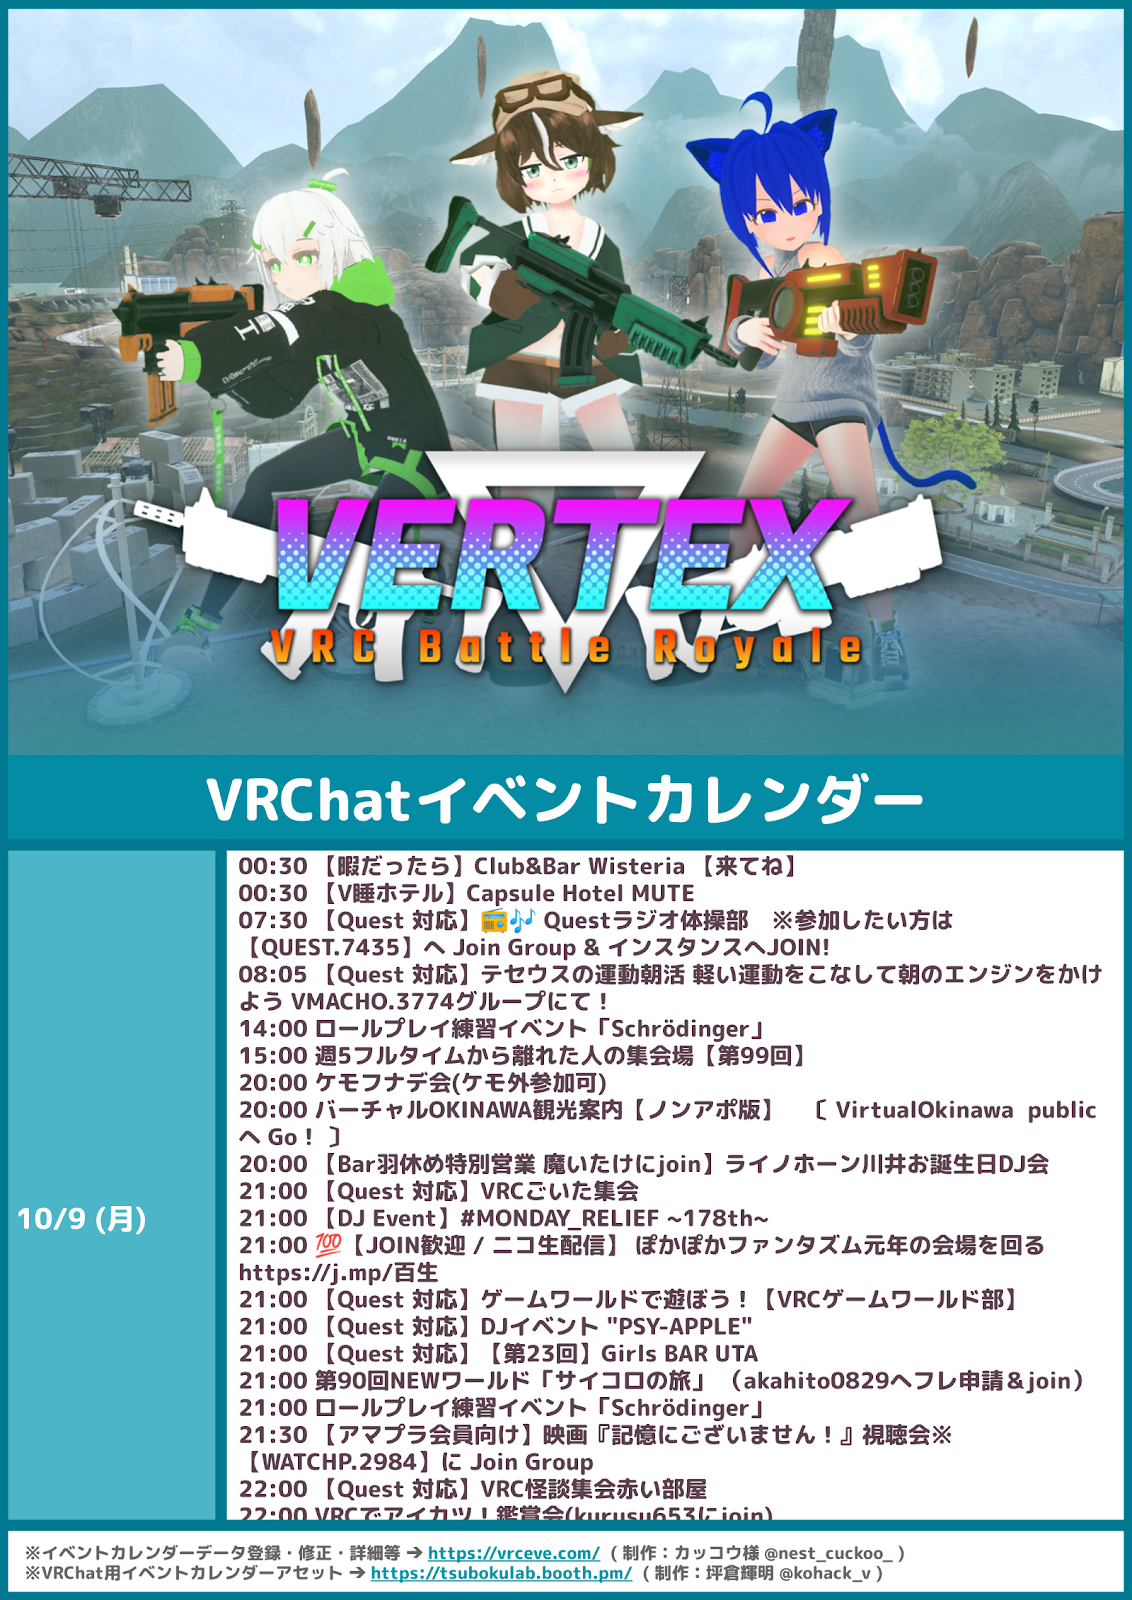 VERTEX
VRC Battle Royale
VRChatイベントカレンダー
10/9 (月)
00:30 【暇だったら】Club&Bar Wisteria 【来てね】
00:30 【V睡ホテル】Capsule Hotel MUTE
07:30 【Quest 対応】📻🎶 Questラジオ体操部　※参加したい方は
【QUEST.7435】へ Join Group & インスタンスへJOIN!
08:05 【Quest 対応】テセウスの運動朝活 軽い運動をこなして朝のエンジンをかけ
よう VMACHO.3774グループにて！
14:00 ロールプレイ練習イベント「Schrödinger」
15:00 週5フルタイムから離れた人の集会場【第99回】
20:00 ケモフナデ会(ケモ外参加可)
20:00 バーチャルOKINAWA観光案内【ノンアポ版】　〔 VirtualOkinawa public
へ Go！ 〕
20:00 【Bar羽休め特別営業 魔いたけにjoin】ライノホーン川井お誕生日DJ会
21:00 【Quest 対応】VRCごいた集会
21:00 【DJ Event】#MONDAY_RELIEF ~178th~
21:00 💯【JOIN歓迎 / ニコ生配信】 ぽかぽかファンタズム元年の会場を回る
https://j.mp/百生
21:00 【Quest 対応】ゲームワールドで遊ぼう！【VRCゲームワールド部】
21:00 【Quest 対応】DJイベント "PSY-APPLE"
21:00 【Quest 対応】【第23回】Girls BAR UTA
21:00 第90回NEWワールド「サイコロの旅」（akahito0829へフレ申請＆join）
21:00 ロールプレイ練習イベント「Schrödinger」
21:30 【アマプラ会員向け】映画『記憶にございません！』視聴会※
【WATCHP.2984】に Join Group
22:00 【Quest 対応】VRC怪談集会赤い部屋
22:00 VRCでアイカツ！鑑賞会(kurusu653にjoin)
※イベントカレンダーデータ登録・修正・詳細等 ➔ https://vrceve.com/ ( 制作：カッコウ様 @nest_cuckoo_ )
※VRChat用イベントカレンダーアセット ➔ https://tsubokulab.booth.pm/ ( 制作：坪倉輝明 @kohack_v )